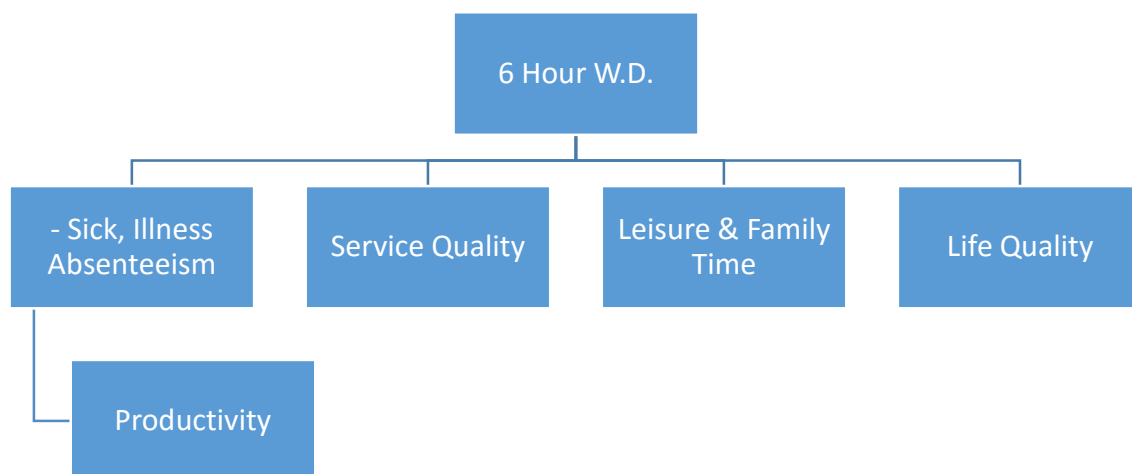 6 Hour W.D.
- Sick, Illness
Absenteeism
Service Quality
Leisure & Family
Time
Life Quality
Productivity